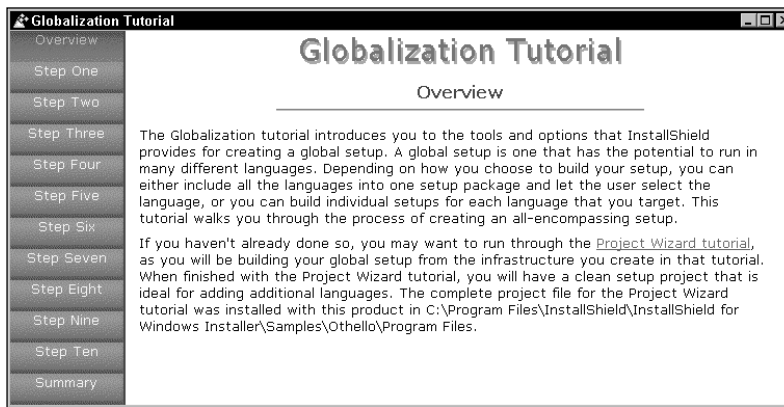 Globalization Tutorial
Overview
Step One
Step Two
Step Three
Step Four
Step Five
Step Six
Step Seven
Step Eight
Step Nine
Step Ten
Summary
Globalization Tutorial
Overview
The Globalization tutorial introduces you to the tools and options that InstallShield
provides for creating a global setup. A global setup is one that has the potential to run in
many different languages. Depending on how you choose to build your setup, you can
either include all the languages into one setup package and let the user select the
language, or you can build individual setups for each language that you target. This
tutorial walks you through the process of creating an all-encompassing setup.
If you haven't already done so, you may want to run through the Project Wizard tutorial,
as you will be building your global setup from the infrastructure you create in that tutorial.
When finished with the Project Wizard tutorial, you will have a clean setup project that is
ideal for adding additional languages. The complete project file for the Project Wizard
tutorial was installed with this product in C:\Program Files\InstallShield\InstallShield for
Windows Installer\Samples\Othello\Program Files.